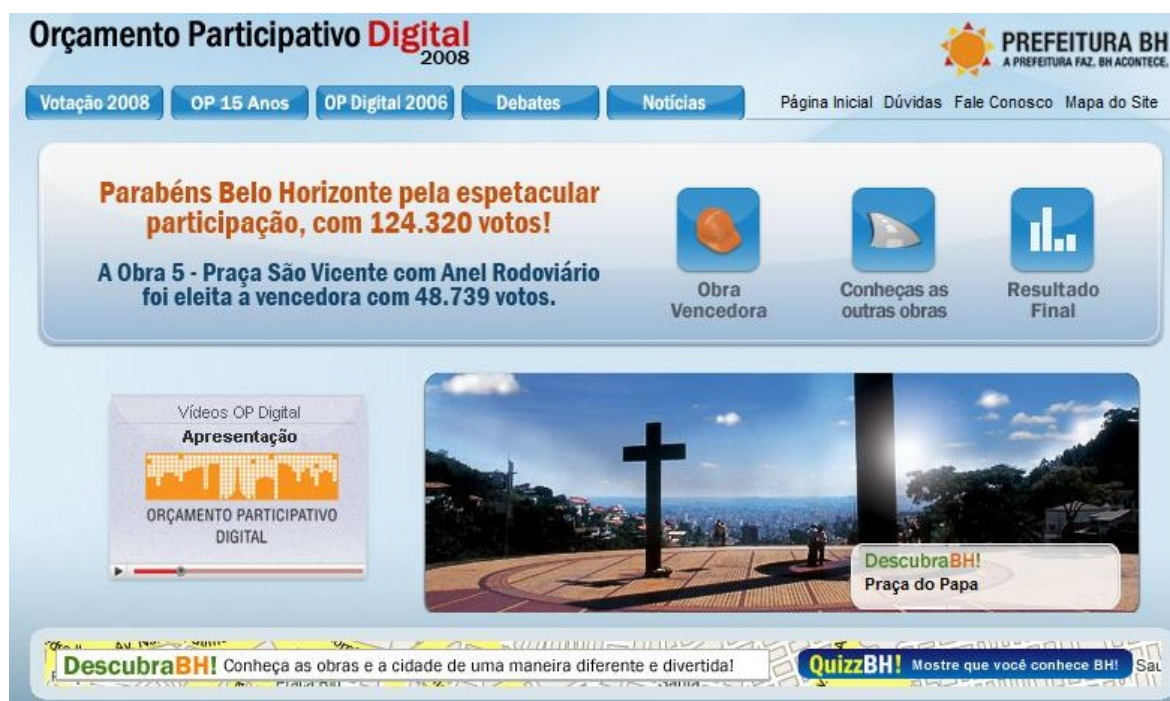 Orçamento Participativo Digital
2008
PREFEITURA BH
A PREFEITURA FAZ. BH ACONTECE.
Votação 2008
OP 15 Anos
OP Digital 2006
Debates
Notícias
Página Inicial Dúvidas Fale Conosco Mapa do Site
Parabéns Belo Horizonte pela espetacular
participação, com 124.320 votos!
A Obra 5 - Praça São Vicente com Anel Rodoviário
foi eleita a vencedora com 48.739 votos.
Obra
Vencedora
Conheças as
outras obras
Resultado
Final
Vídeos OP Digital
Apresentação
ORÇAMENTO PARTICIPATIVO
DIGITAL
DescubraBH!
Praça do Papa
DescubraBH! Conheça as obras e a cidade de uma maneira diferente e divertida!
QuizzBH! Mostre que você conhece BH!